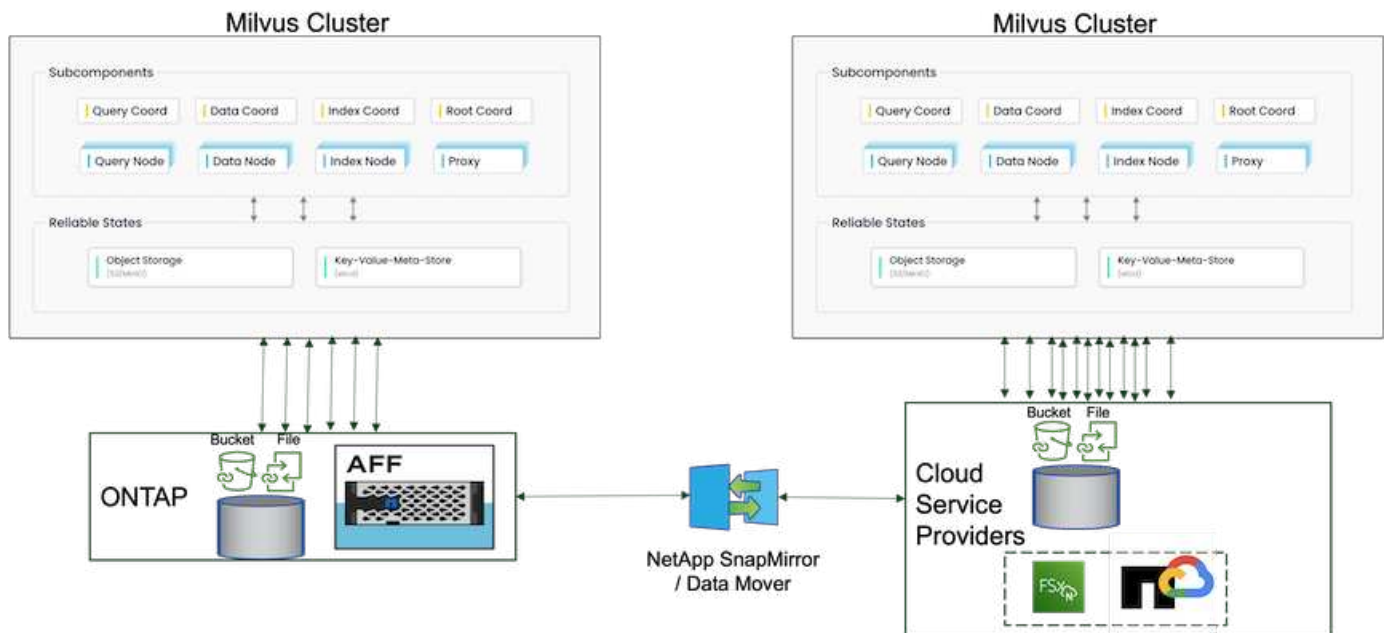 Milvus Cluster
Subcomponents
Query Coord
Data Coord
Index Coord
Root Coord
Query Node
Data Node
Index Node
Proxy
Reliable States
Object Storage
Key-Value-Meta-Store
Milvus Cluster
Subcomponents
Query Coord
Data Coord
Index Coord
Root Coord
Query Node
Data Node
Index Node
Proxy
Reliable States
Object Storage
Key-Value-Meta-Store
ONTAP
Bucket
File
AFF
NetApp SnapMirror
/ Data Mover
Bucket
File
Cloud
Service
Providers
FSx
N